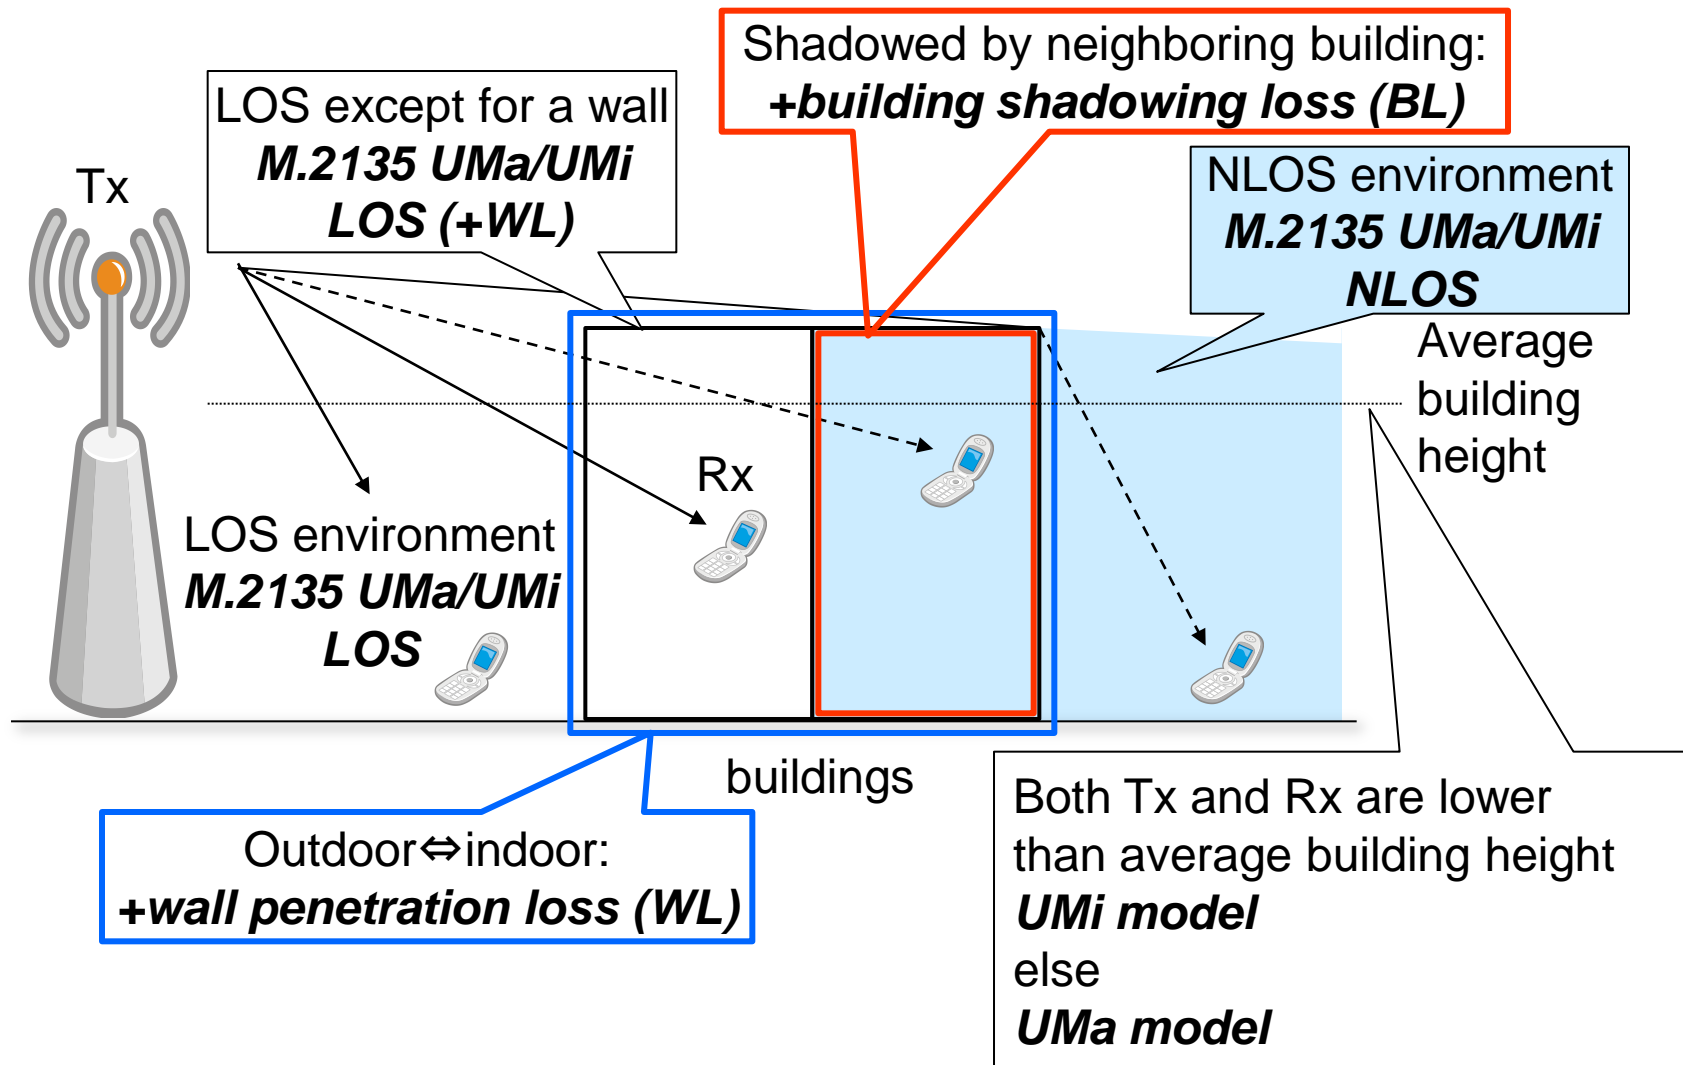 Shadowed by neighboring building:
+building shadowing loss (BL)
LOS except for a wall
M.2135 UMa/UMi
LOS (+WL)
NLOS environment
M.2135 UMa/UMi
NLOS
Tx
Average
building
height
Rx
LOS environment
M.2135 UMa/UMi
LOS
buildings
Outdoor⇔indoor:
+wall penetration loss (WL)
Both Tx and Rx are lower
than average building height
UMi model
else
UMa model